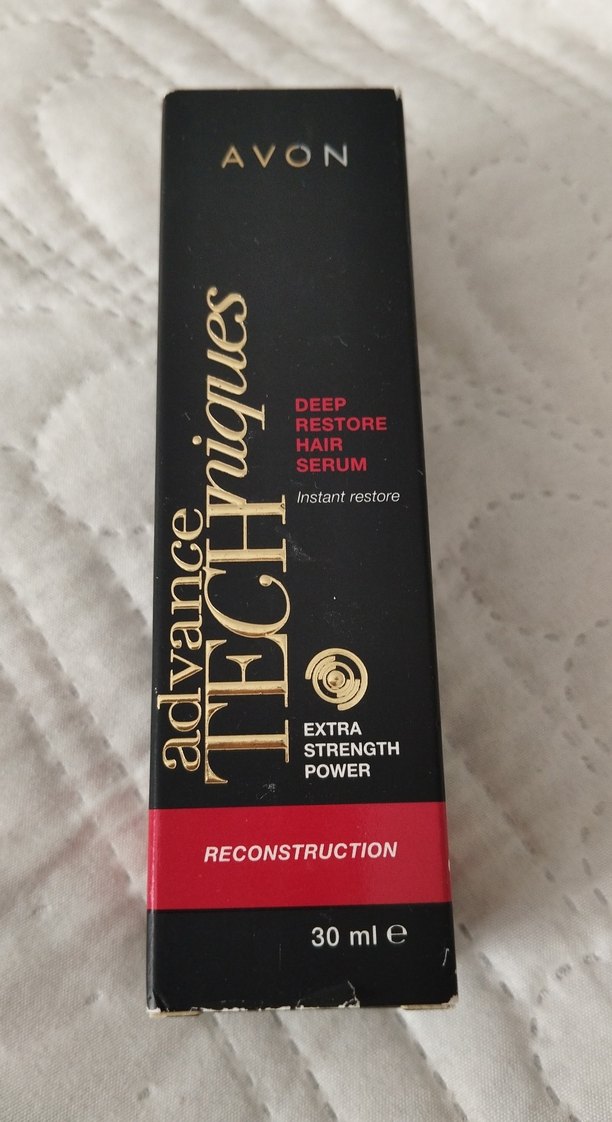 AVON
advance
TECHniques
DEEP
RESTORE
HAIR
SERUM
Instant restore
EXTRA
STRENGTH
POWER
RECONSTRUCTION
30 ml ℮